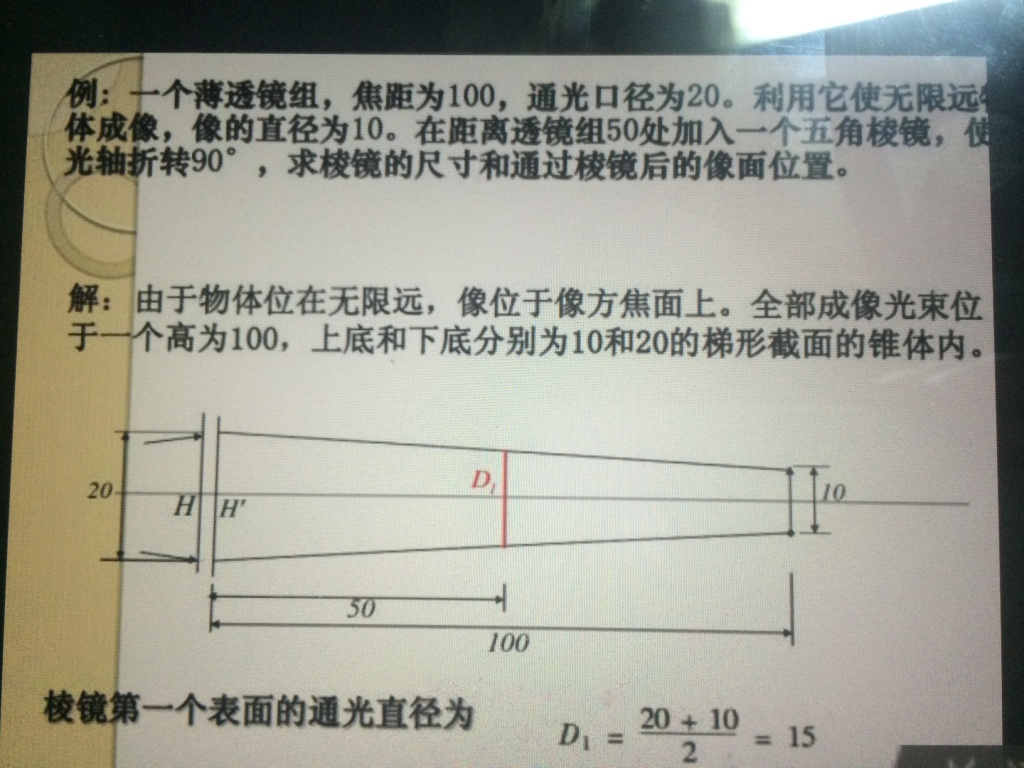 例：一个薄透镜组，焦距为100，通光口径为20。利用它使无限远
体成像，像的直径为10。在距离透镜组50处加入一个五角棱镜，使
光轴折转90°，求棱镜的尺寸和通过棱镜后的像面位置。
解：由于物体位在无限远，像位于像方焦面上。全部成像光束位
于一个高为100，上底和下底分别为10和20的梯形截面的锥体内。
20
H
H'
D₁
10
50
100
棱镜第一个表面的通光直径为
D₁ = (20 + 10)/2 = 15